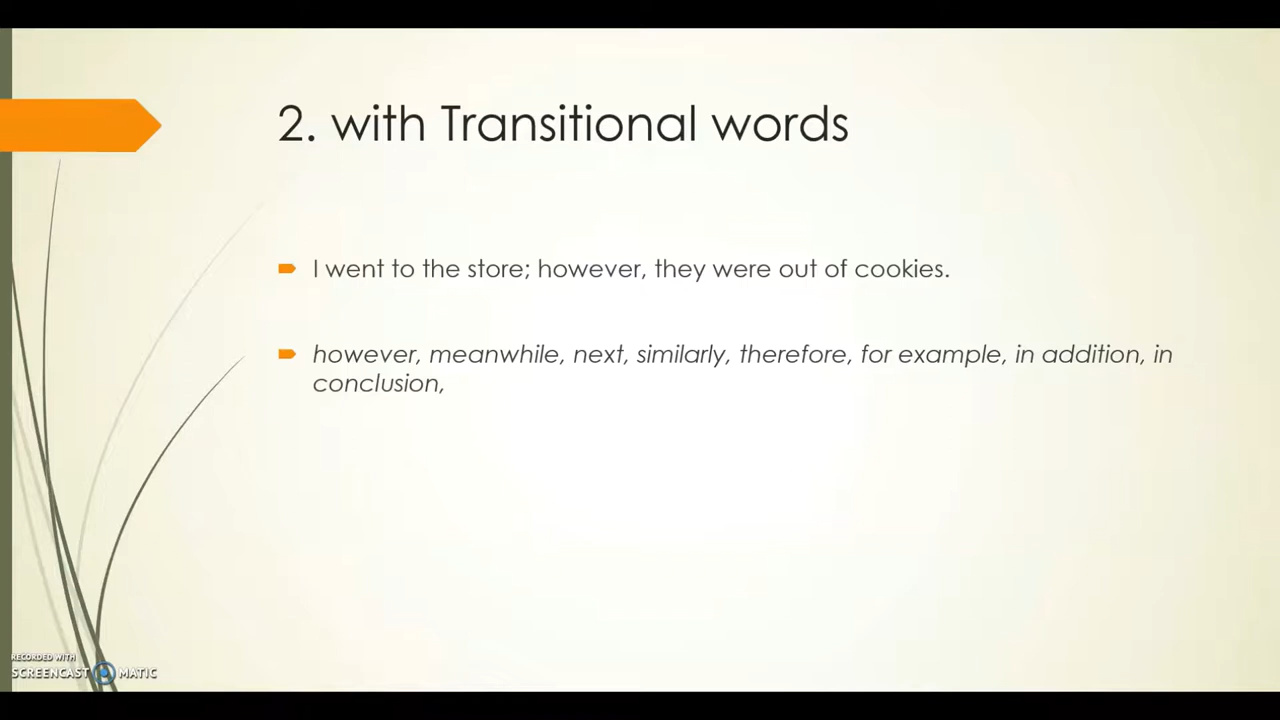 2. with Transitional words
I went to the store; however, they were out of cookies.
however, meanwhile, next, similarly, therefore, for example, in addition, in
conclusion,
RECORDED WITH
SCREENCAST MATIC